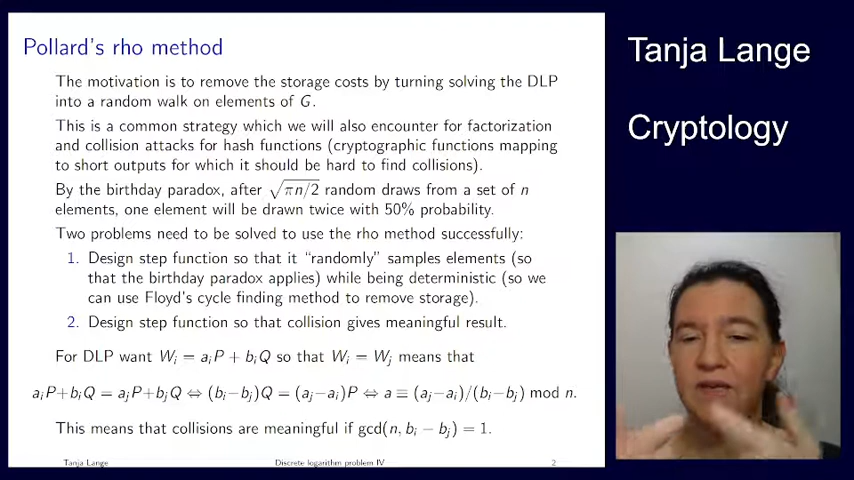 Pollard's rho method
The motivation is to remove the storage costs by turning solving the DLP
into a random walk on elements of G.
This is a common strategy which we will also encounter for factorization
and collision attacks for hash functions (cryptographic functions mapping
to short outputs for which it should be hard to find collisions).
By the birthday paradox, after √πn/2 random draws from a set of n
elements, one element will be drawn twice with 50% probability.
Two problems need to be solved to use the rho method successfully:
1. Design step function so that it “randomly” samples elements (so
that the birthday paradox applies) while being deterministic (so we
can use Floyd's cycle finding method to remove storage).
2. Design step function so that collision gives meaningful result.
For DLP want Wᵢ = aᵢP + bᵢQ so that Wᵢ = Wⱼ means that
aᵢP+bᵢQ = aⱼP+bⱼQ ⇔ (bᵢ−bⱼ)Q = (aⱼ−aᵢ)P ⇔ a ≡ (aⱼ−aᵢ)/(bᵢ−bⱼ) mod n.
This means that collisions are meaningful if gcd(n, bᵢ − bⱼ) = 1.
Tanja Lange
Discrete logarithm problem IV
2
Tanja Lange
Cryptology